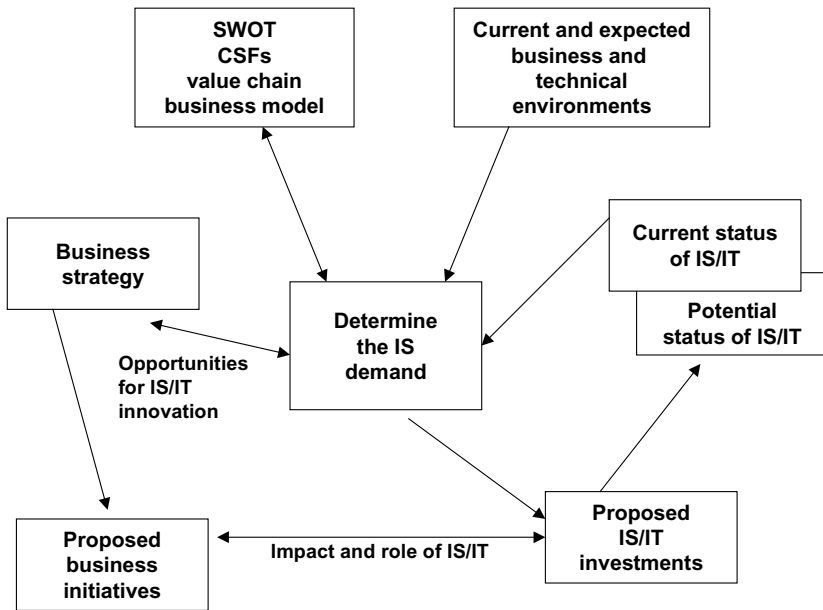 SWOT
CSFs
value chain
business model
Current and expected
business and
technical
environments
Business
strategy
Current status
of IS/IT
Potential
status of IS/IT
Determine
the IS
demand
Opportunities
for IS/IT
innovation
Proposed
business
initiatives
Impact and role of IS/IT
Proposed
IS/IT
investments